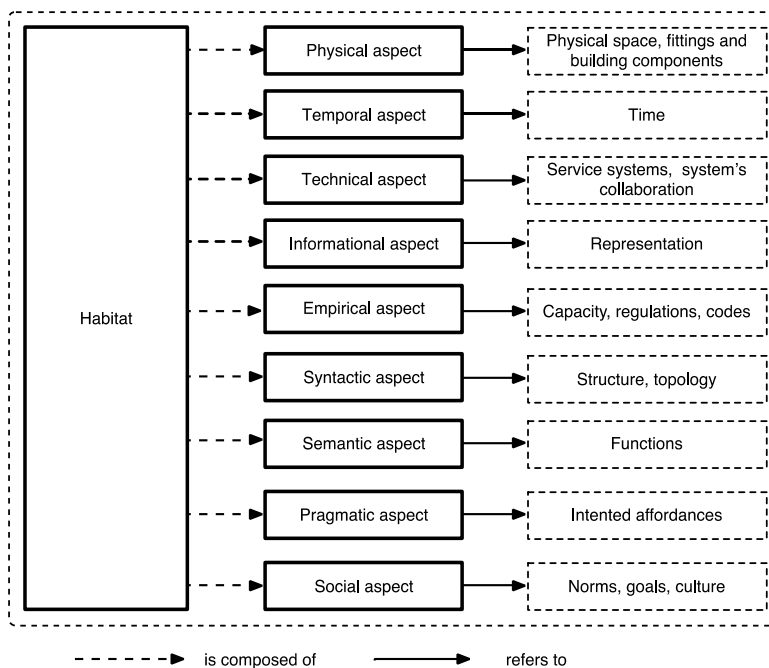 Habitat
Physical aspect
Physical space, fittings and
building components
Temporal aspect
Time
Technical aspect
Service systems, system's
collaboration
Informational aspect
Representation
Empirical aspect
Capacity, regulations, codes
Syntactic aspect
Structure, topology
Semantic aspect
Functions
Pragmatic aspect
Intented affordances
Social aspect
Norms, goals, culture
is composed of
refers to